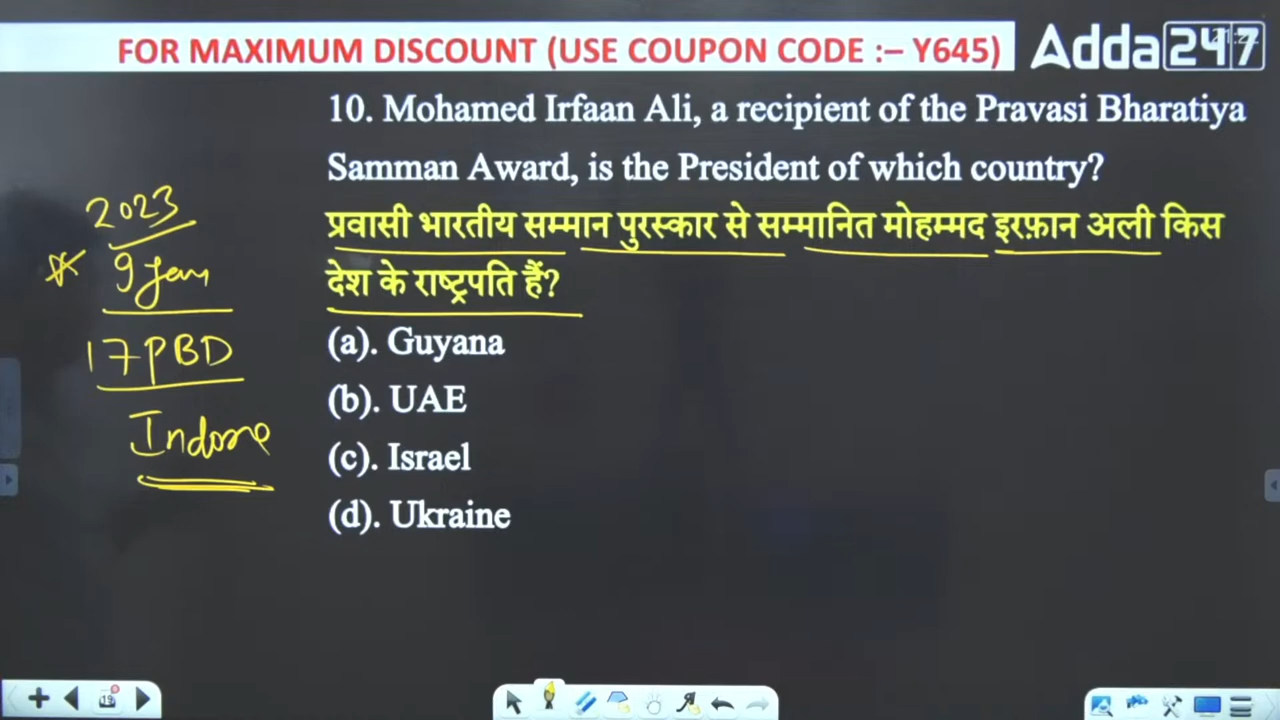 FOR MAXIMUM DISCOUNT (USE COUPON CODE :– Y645)
Adda247
10. Mohamed Irfaan Ali, a recipient of the Pravasi Bharatiya
Samman Award, is the President of which country?
प्रवासी भारतीय सम्मान पुरस्कार से सम्मानित मोहम्मद इरफ़ान अली किस
देश के राष्ट्रपति हैं?
(a). Guyana
(b). UAE
(c). Israel
(d). Ukraine
2023
9 Jan
17 PBD
Indore
19